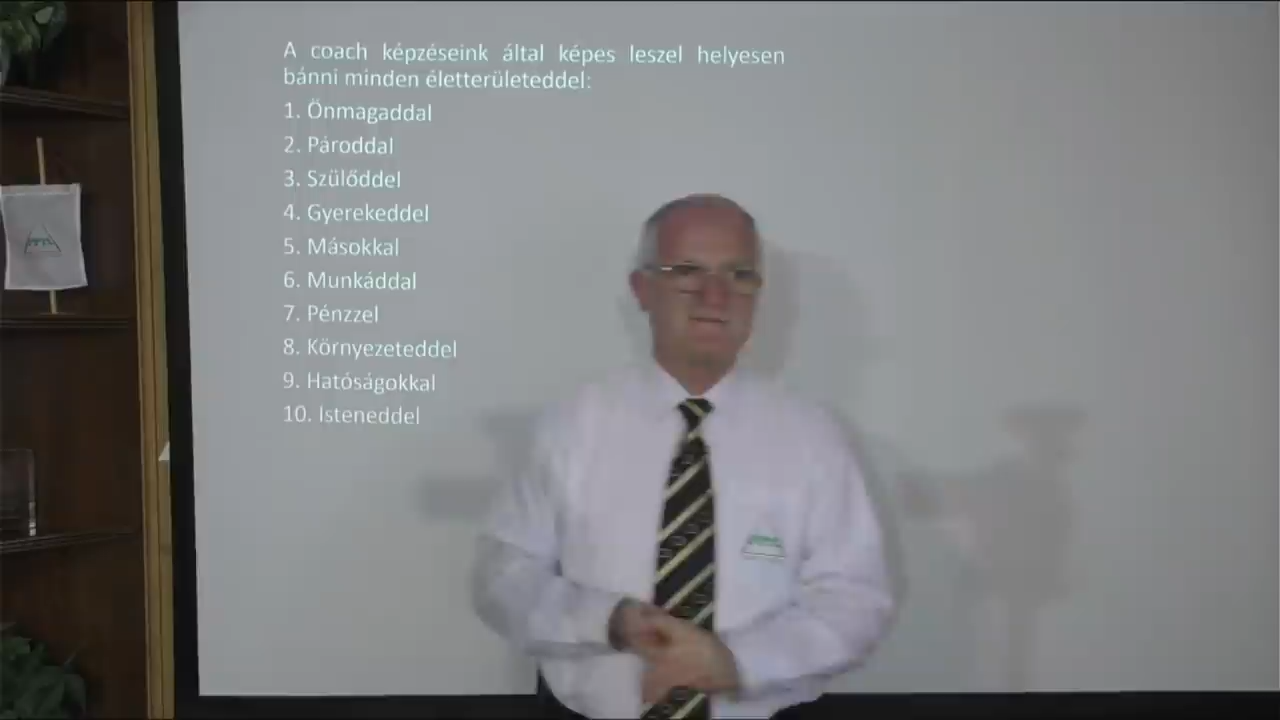 A coach képzéseink által képes leszel helyesen
bánni minden életterületeddel:
1. Önmagaddal
2. Pároddal
3. Szülőddel
4. Gyerekeddel
5. Másokkal
6. Munkáddal
7. Pénzzel
8. Környezeteddel
9. Hatóságokkal
10. Isteneddel